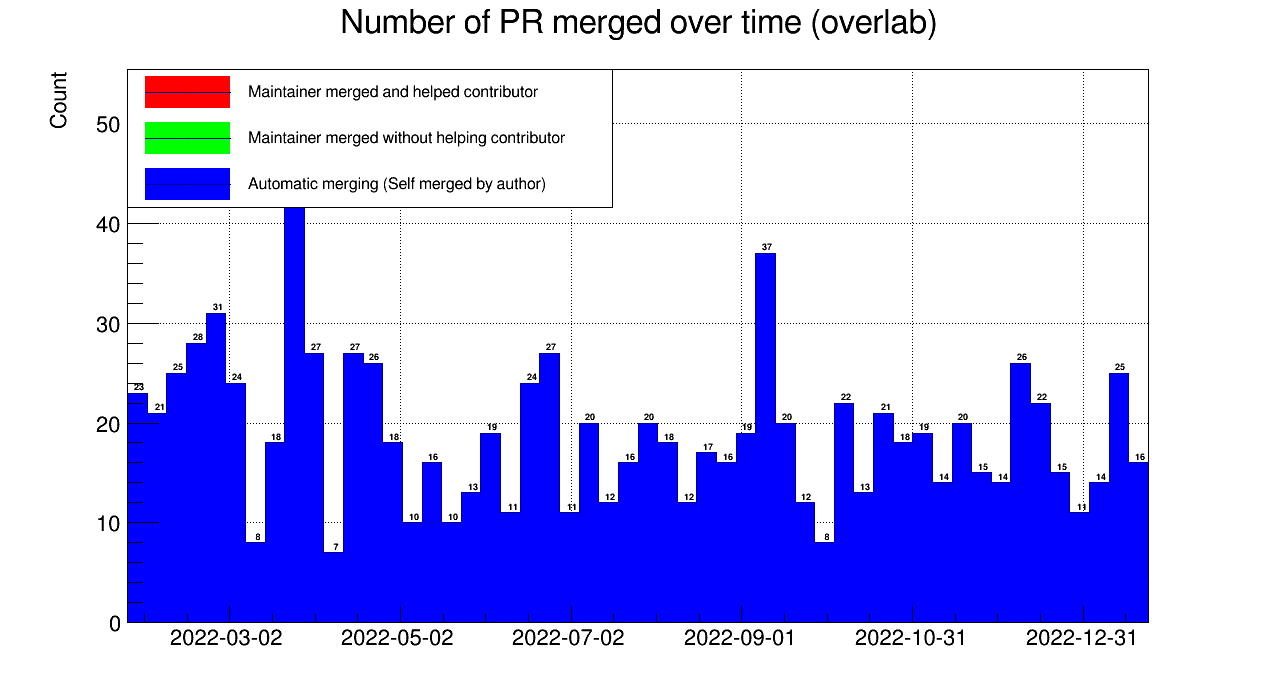 Number of PR merged over time (overlab)
Count
Maintainer merged and helped contributor
Maintainer merged without helping contributor
Automatic merging (Self merged by author)
50
40
30
20
10
0
23 21 25 28 31 24 8 18 27 7 27 26 18 10 16 10 13 19 11 24 27 11 20 12 16 20 18 12 17 16 19 37 20 12 8 22 13 21 18 19 14 20 15 14 26 22 15 11 14 25 16
2022-03-02 2022-05-02 2022-07-02 2022-09-01 2022-10-31 2022-12-31